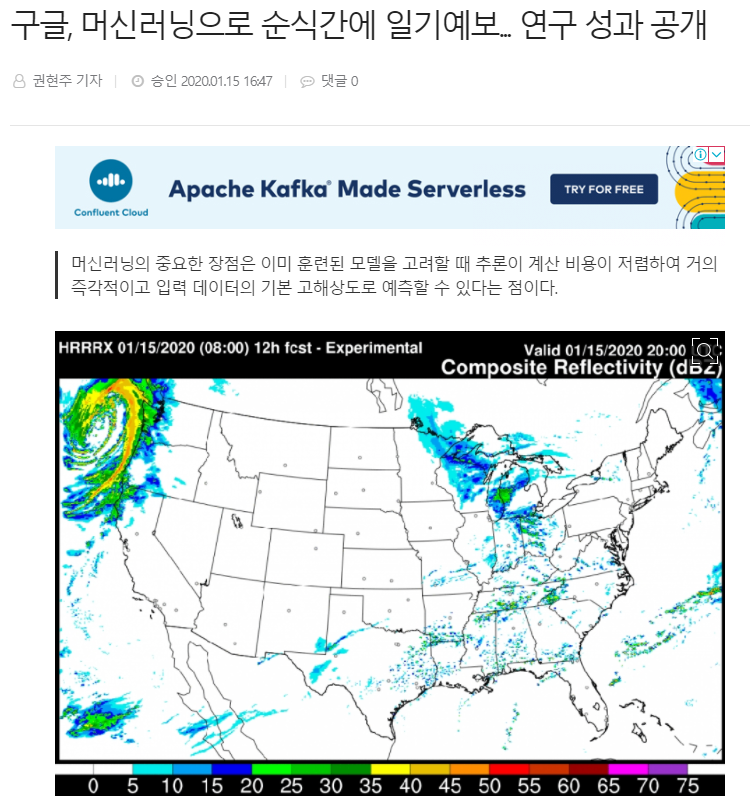 구글, 머신러닝으로 순식간에 일기예보... 연구 성과 공개
권현주 기자
승인 2020.01.15 16:47
댓글 0
Confluent Cloud
Apache Kafka® Made Serverless
TRY FOR FREE
머신러닝의 중요한 장점은 이미 훈련된 모델을 고려할 때 추론이 계산 비용이 저렴하여 거의
즉각적이고 입력 데이터의 기본 고해상도로 예측할 수 있다는 점이다.
HRRRX 01/15/2020 (08:00) 12h fcst - Experimental
Valid 01/15/2020 20:00
Composite Reflectivity (dBZ)
0 5 10 15 20 25 30 35 40 45 50 55 60 65 70 75